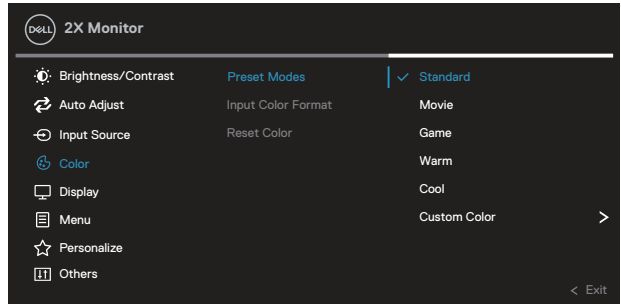 DELL 2X Monitor
Brightness/Contrast
Auto Adjust
Input Source
Color
Display
Menu
Personalize
Others
Preset Modes
Input Color Format
Reset Color
Standard
Movie
Game
Warm
Cool
Custom Color >
< Exit